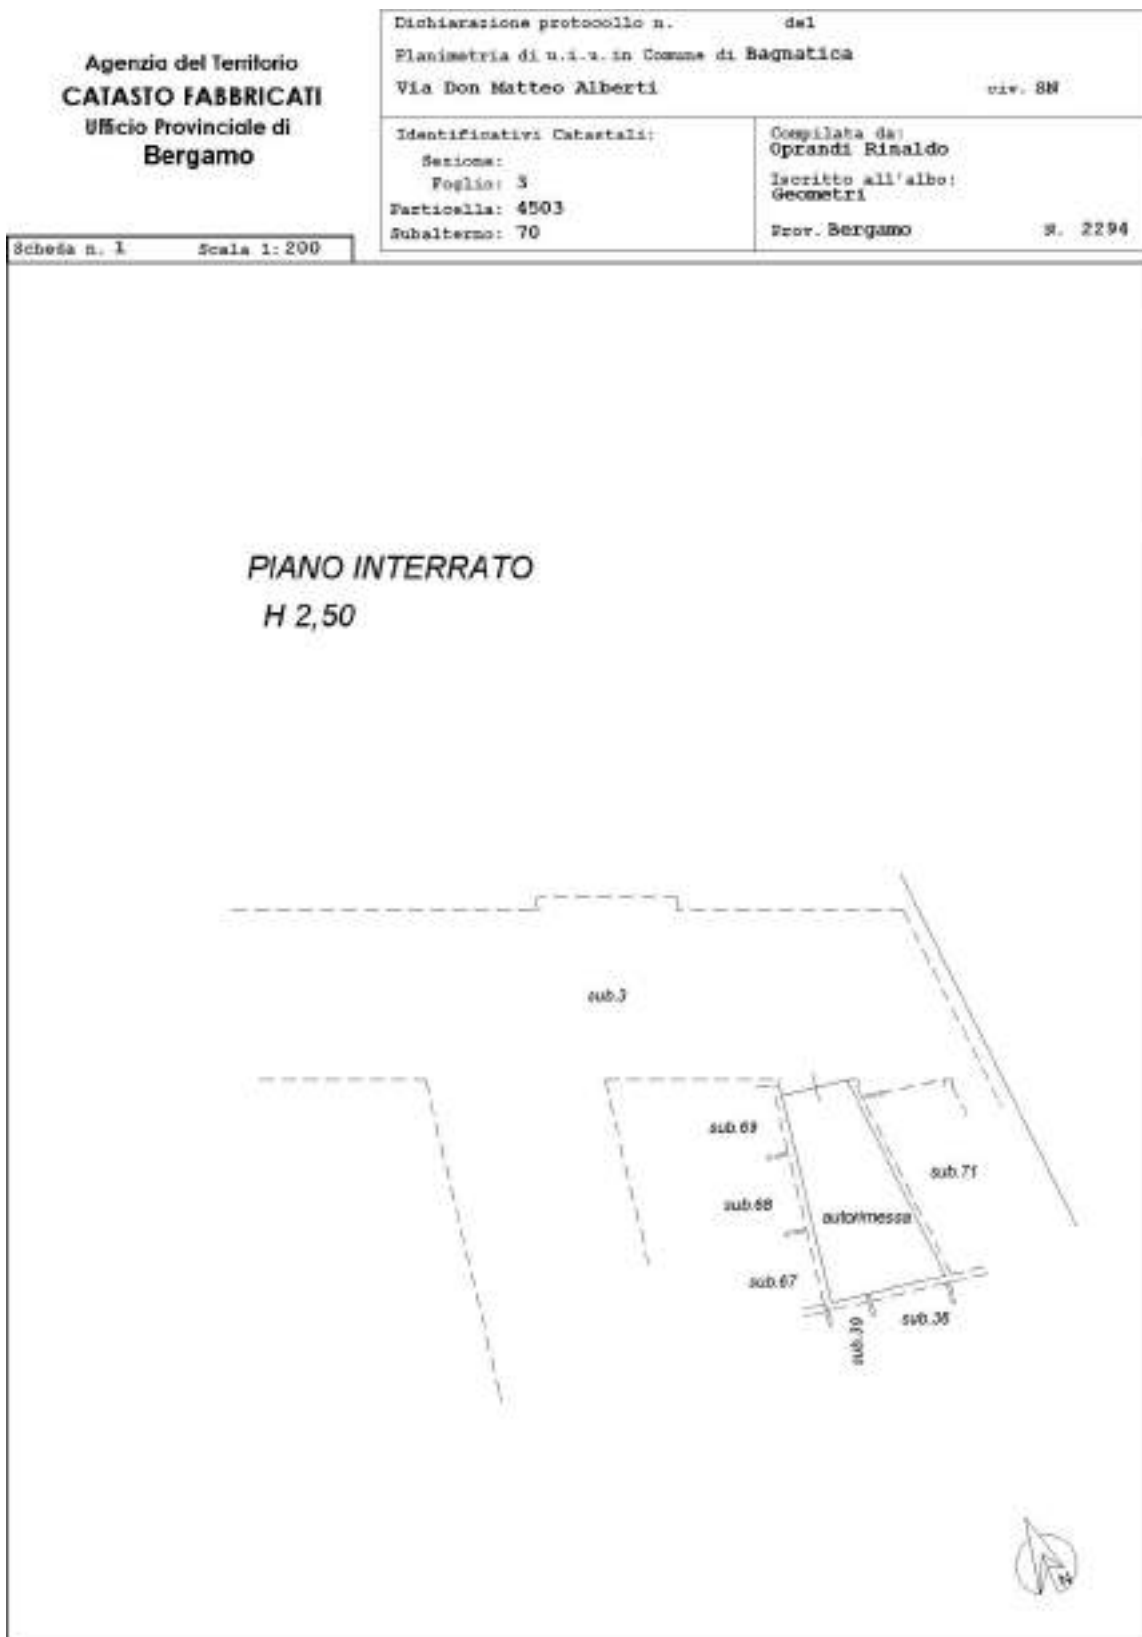 Agenzia del Territorio
CATASTO FABBRICATI
Ufficio Provinciale di
Bergamo
Dichiarazione protocollo n. del
Planimetria di u.i.u. in Comune di Bagnatica
Via Don Matteo Alberti civ. SN
Identificativi Catastali:
Sezione:
Foglio: 3
Particella: 4503
Subalterno: 70
Compilata da:
Oprandi Rinaldo
Iscritto all'albo:
Geometri
Prov. Bergamo N. 2294
Scheda n. 1 Scala 1:200
PIANO INTERRATO
H 2,50
sub.3
sub.69
sub.71
sub.68
autorimessa
sub.67
sub.39
sub.38
N